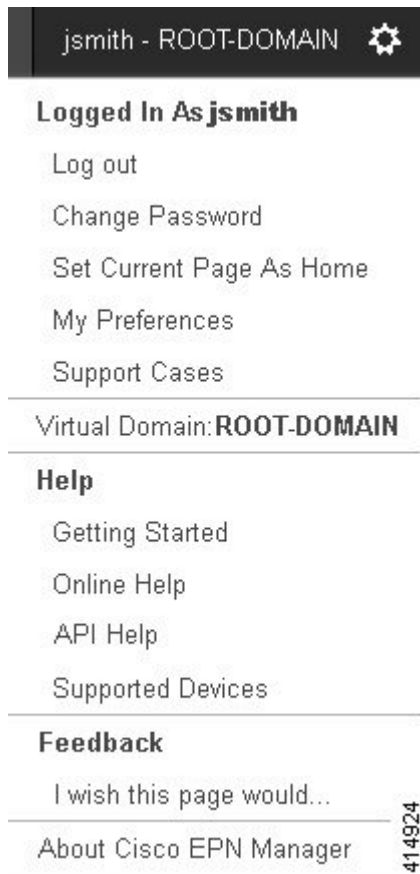 jsmith - ROOT-DOMAIN
Logged In As jsmith
Log out
Change Password
Set Current Page As Home
My Preferences
Support Cases
Virtual Domain:ROOT-DOMAIN
Help
Getting Started
Online Help
API Help
Supported Devices
Feedback
I wish this page would...
About Cisco EPN Manager
414924